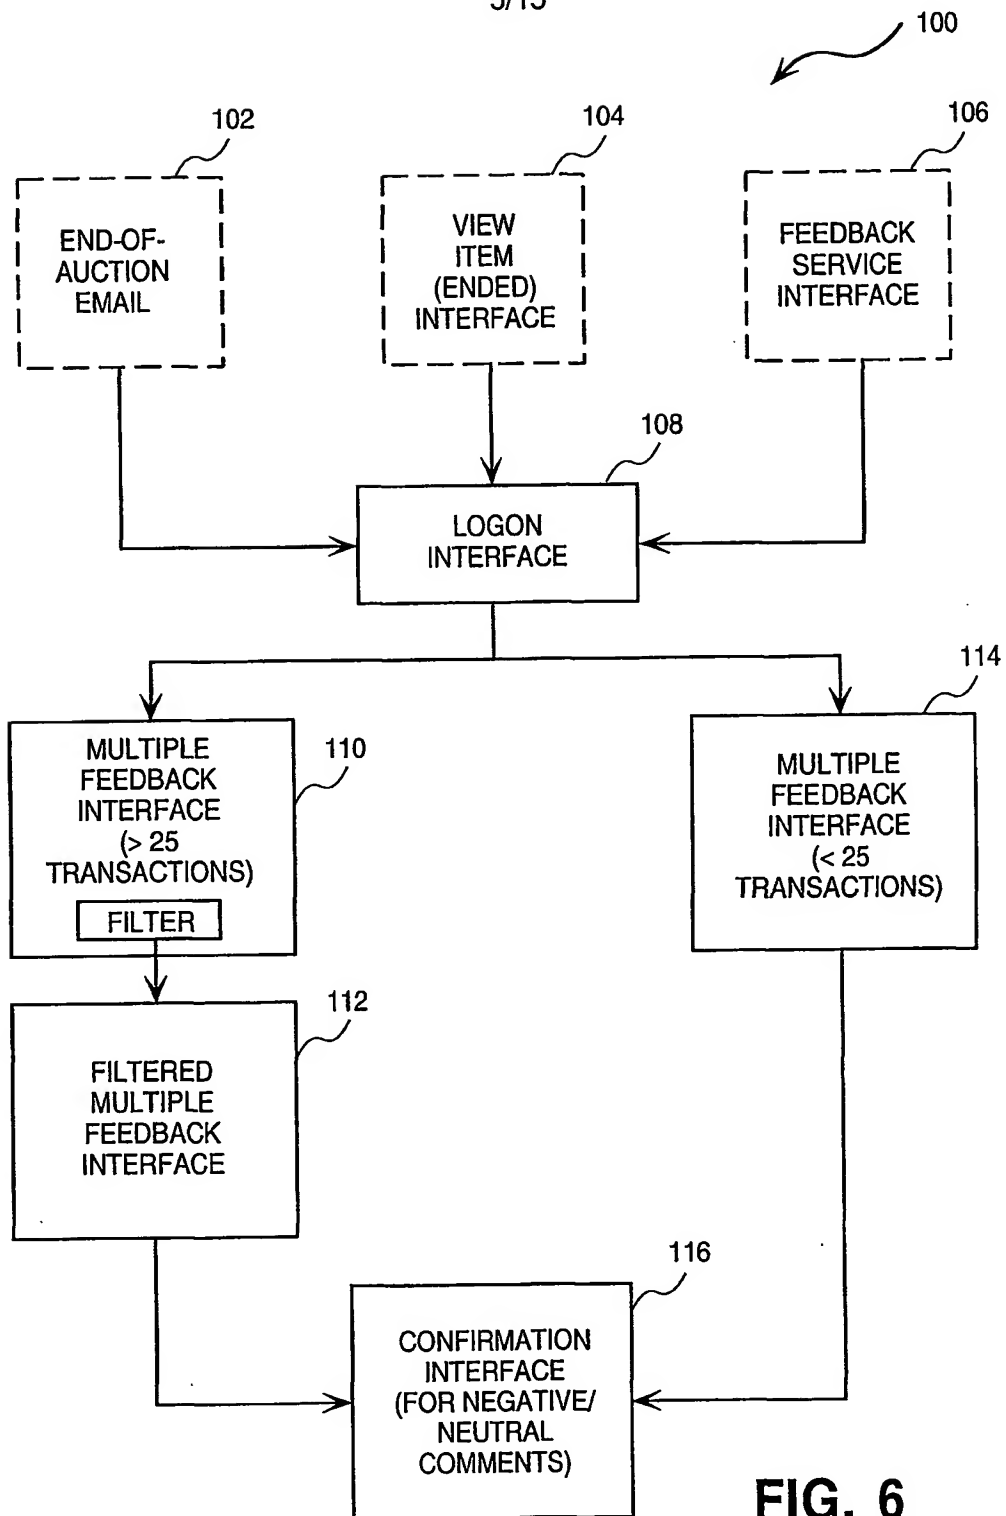 5/15
100
102
104
106
END-OF-
AUCTION
EMAIL
VIEW
ITEM
(ENDED)
INTERFACE
FEEDBACK
SERVICE
INTERFACE
108
LOGON
INTERFACE
110
MULTIPLE
FEEDBACK
INTERFACE
(> 25
TRANSACTIONS)
FILTER
114
MULTIPLE
FEEDBACK
INTERFACE
(< 25
TRANSACTIONS)
112
FILTERED
MULTIPLE
FEEDBACK
INTERFACE
116
CONFIRMATION
INTERFACE
(FOR NEGATIVE/
NEUTRAL
COMMENTS)
FIG. 6